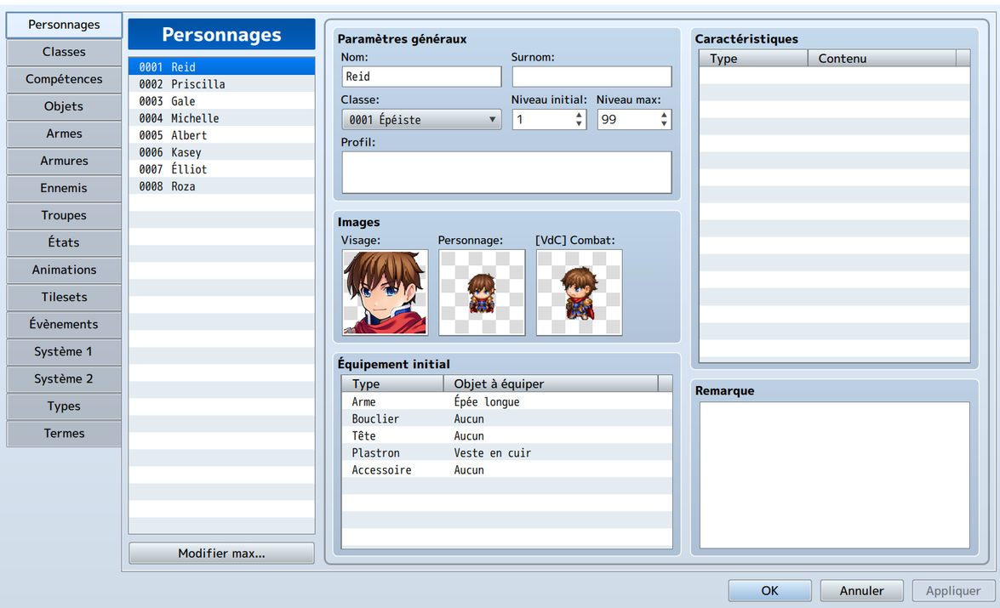 Personnages
Classes
Compétences
Objets
Armes
Armures
Ennemis
Troupes
États
Animations
Tilesets
Évènements
Système 1
Système 2
Types
Termes
Personnages
0001 Reid
0002 Priscilla
0003 Gale
0004 Michelle
0005 Albert
0006 Kasey
0007 Élliot
0008 Roza
Modifier max...
Paramètres généraux
Nom: Surnom:
Reid
Classe: Niveau initial: Niveau max:
0001 Épéiste 1 99
Profil:
Images
Visage: Personnage: [VdC] Combat:
Équipement initial
Type Objet à équiper
Arme Épée longue
Bouclier Aucun
Tête Aucun
Plastron Veste en cuir
Accessoire Aucun
Caractéristiques
Type Contenu
Remarque
OK Annuler Appliquer